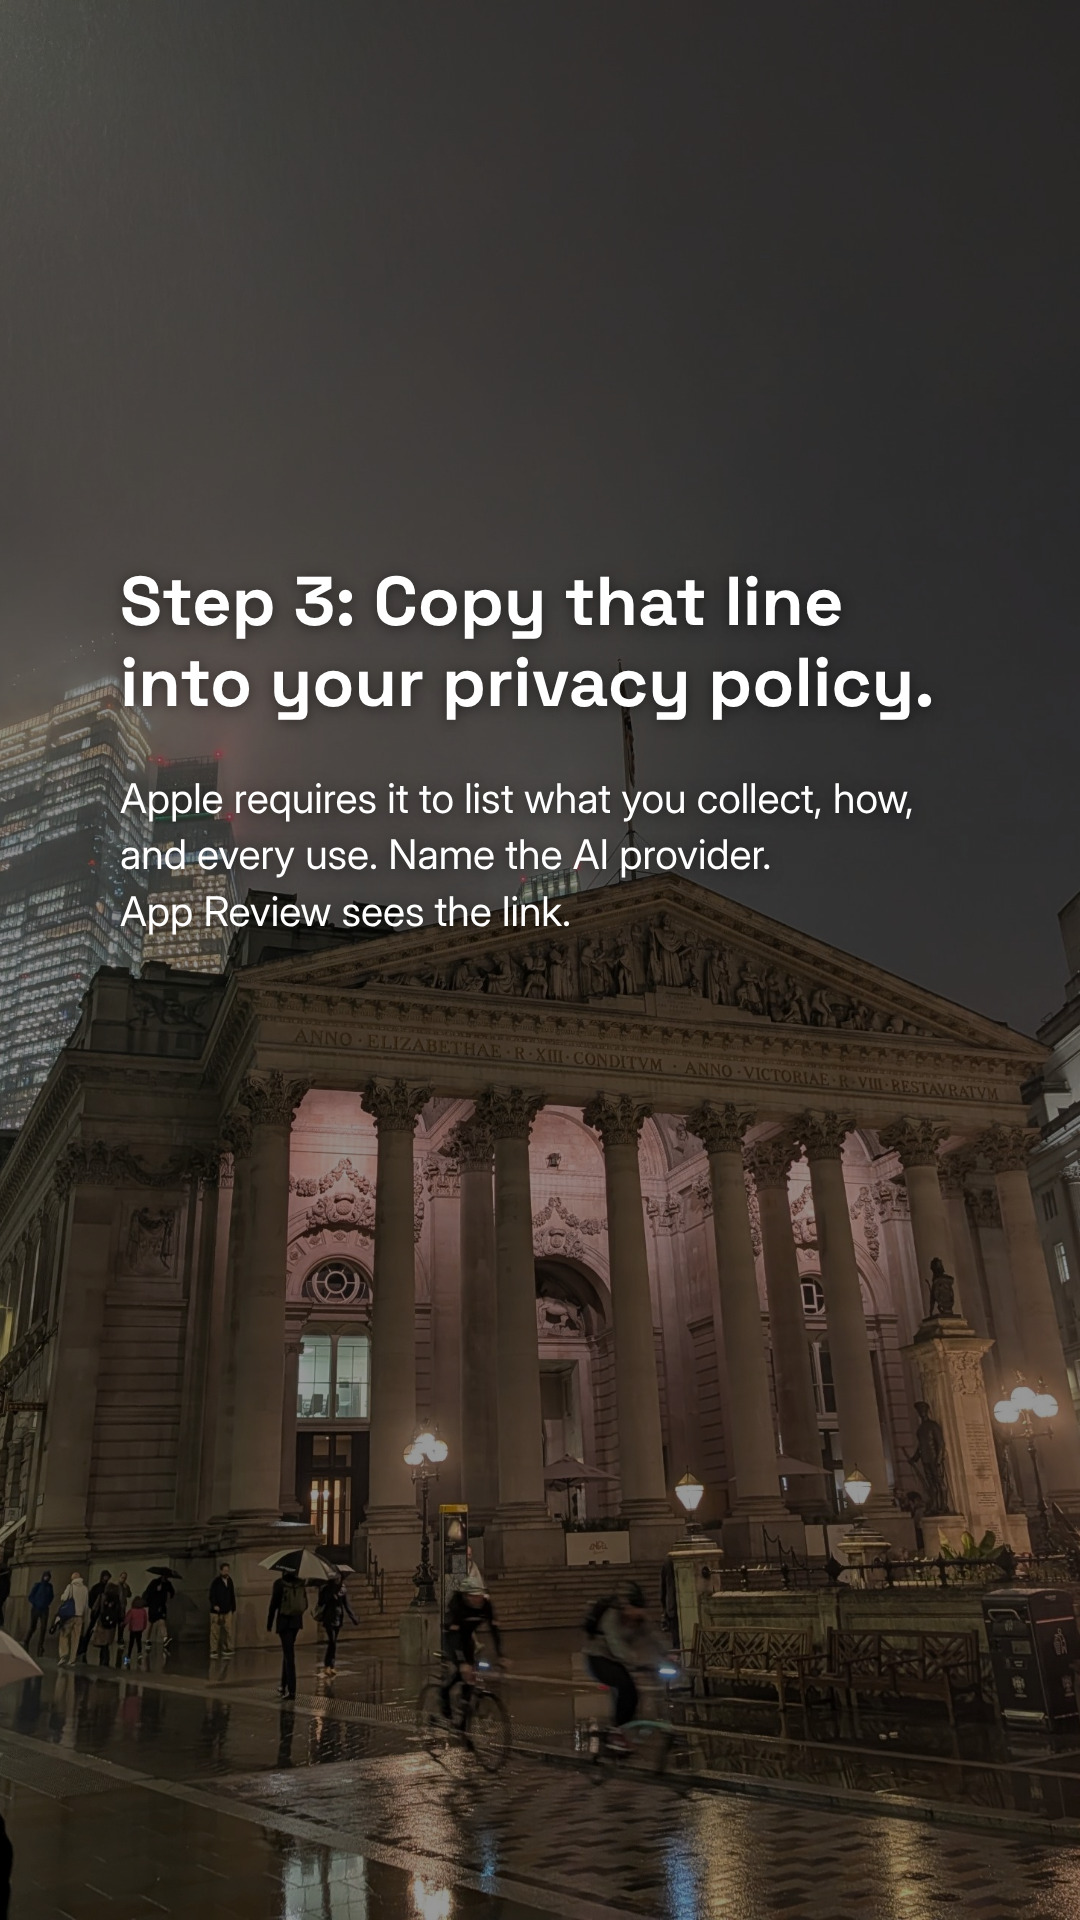 Step 3: Copy that line
into your privacy policy.
Apple requires it to list what you collect, how,
and every use. Name the AI provider.
App Review sees the link.
ANNO · ELIZABETHAE · R · XIII · CONDITVM · ANNO · VICTORIAE · R · VIII · RESTAVRATVM